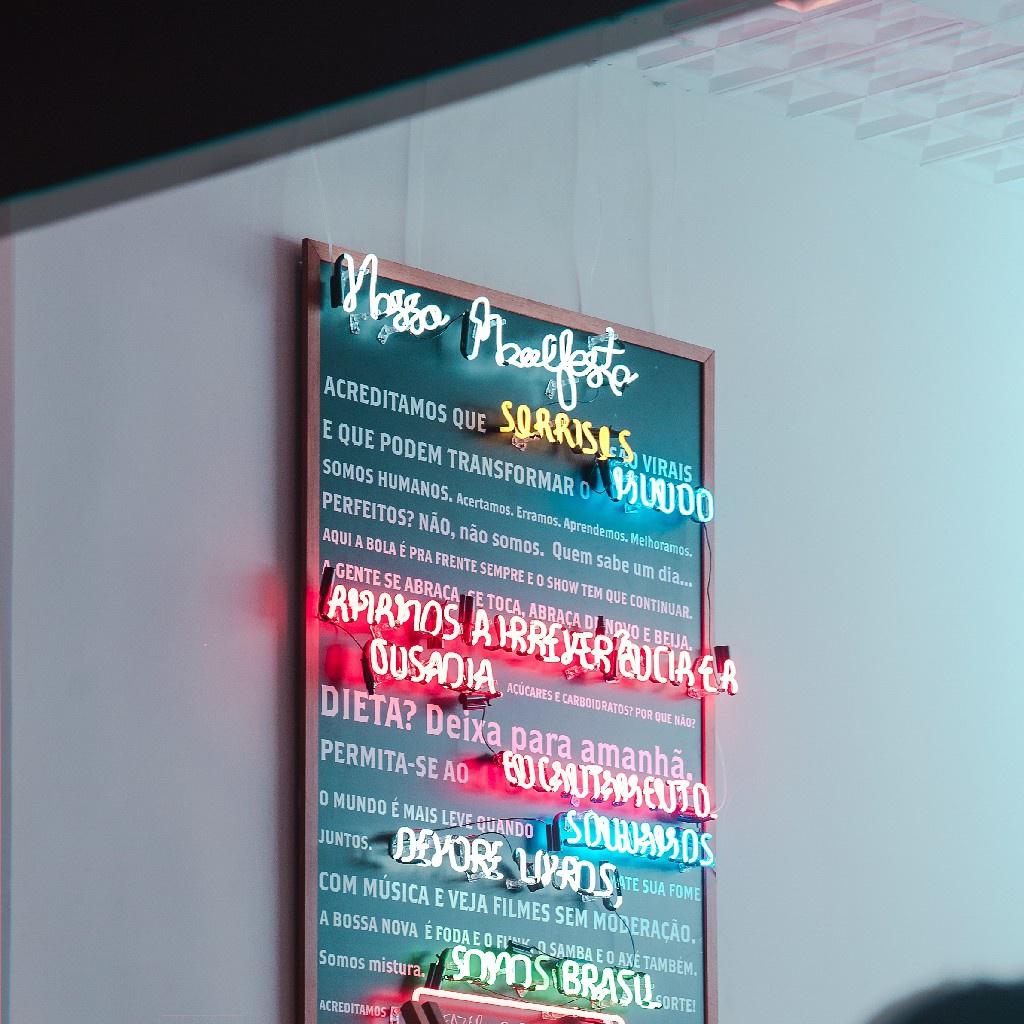 Nosso Manifesto
ACREDITAMOS QUE SORRISOS SÃO VIRAIS
E QUE PODEM TRANSFORMAR O MUNDO
SOMOS HUMANOS. Acertamos. Erramos. Aprendemos. Melhoramos.
PERFEITOS? NÃO, não somos. Quem sabe um dia...
AQUI A BOLA É PRA FRENTE SEMPRE E O SHOW TEM QUE CONTINUAR.
A GENTE SE ABRAÇA, SE TOCA, ABRAÇA DE NOVO E BEIJA.
AMAMOS A IRREVERÊNCIA E A
OUSADIA AÇÚCARES E CARBOIDRATOS? POR QUE NÃO?
DIETA? Deixa para amanhã.
PERMITA-SE AO ENCANTAMENTO.
O MUNDO É MAIS LEVE QUANDO SONHAMOS
JUNTOS. DEVORE LIVROS, MATE SUA FOME
COM MÚSICA E VEJA FILMES SEM MODERAÇÃO.
A BOSSA NOVA É FODA E O FUNK, O SAMBA E O AXÉ TAMBÉM.
Somos mistura. SOMOS BRASIL SORTE!
ACREDITAMOS